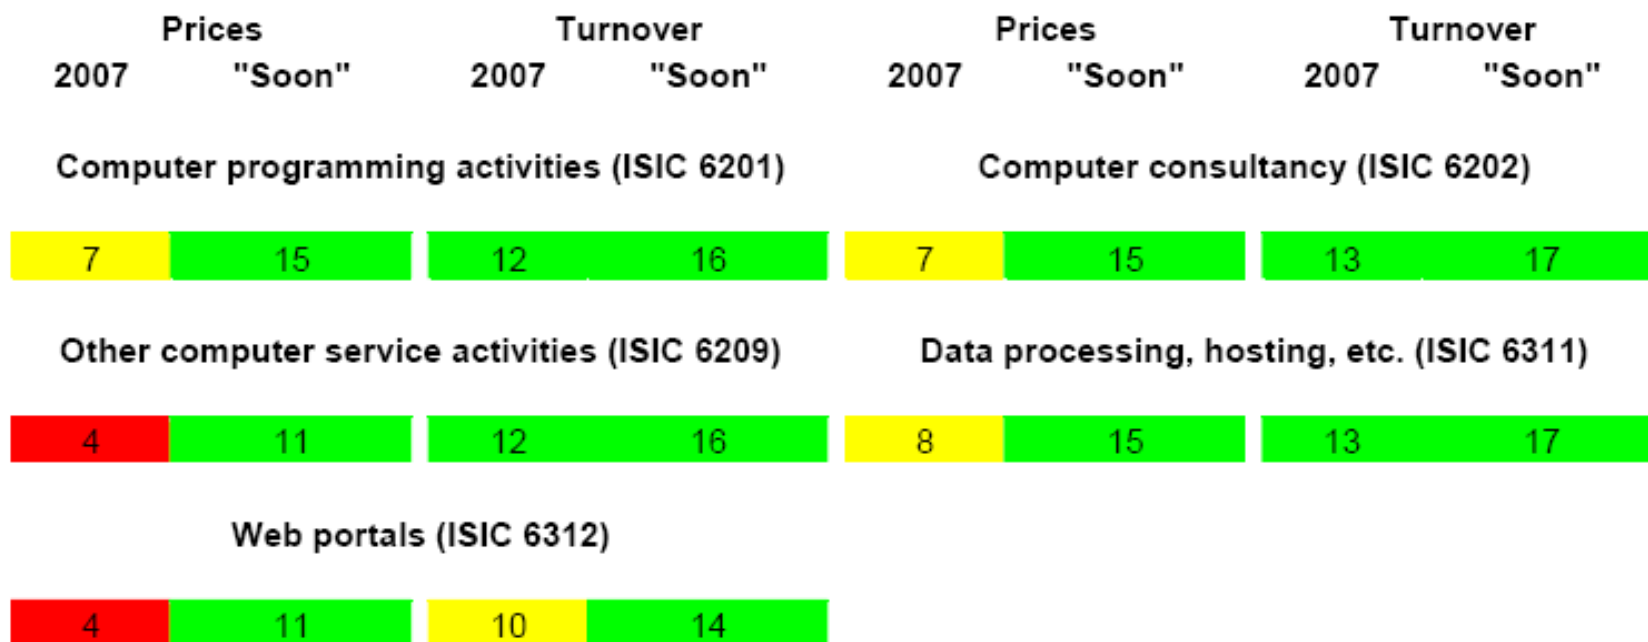 Prices Turnover Prices Turnover
2007 "Soon" 2007 "Soon" 2007 "Soon" 2007 "Soon"
Computer programming activities (ISIC 6201) Computer consultancy (ISIC 6202)
7 15 12 16 7 15 13 17
Other computer service activities (ISIC 6209) Data processing, hosting, etc. (ISIC 6311)
4 11 12 16 8 15 13 17
Web portals (ISIC 6312)
4 11 10 14